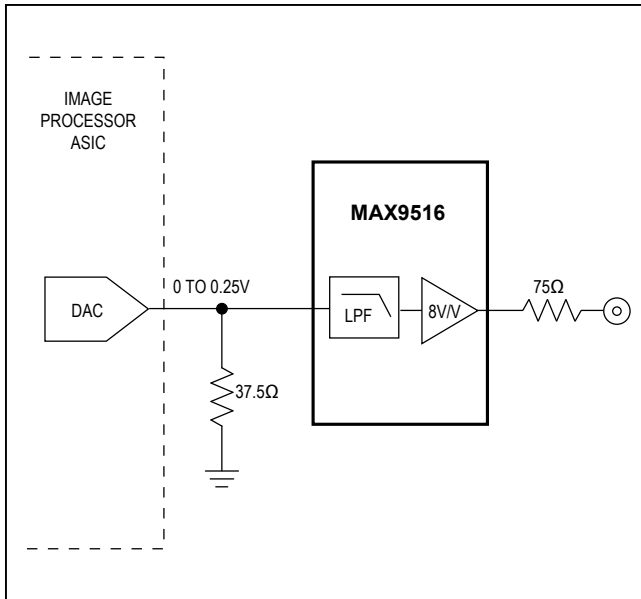 IMAGE
PROCESSOR
ASIC
DAC
0 TO 0.25V
37.5Ω
MAX9516
LPF
8V/V
75Ω